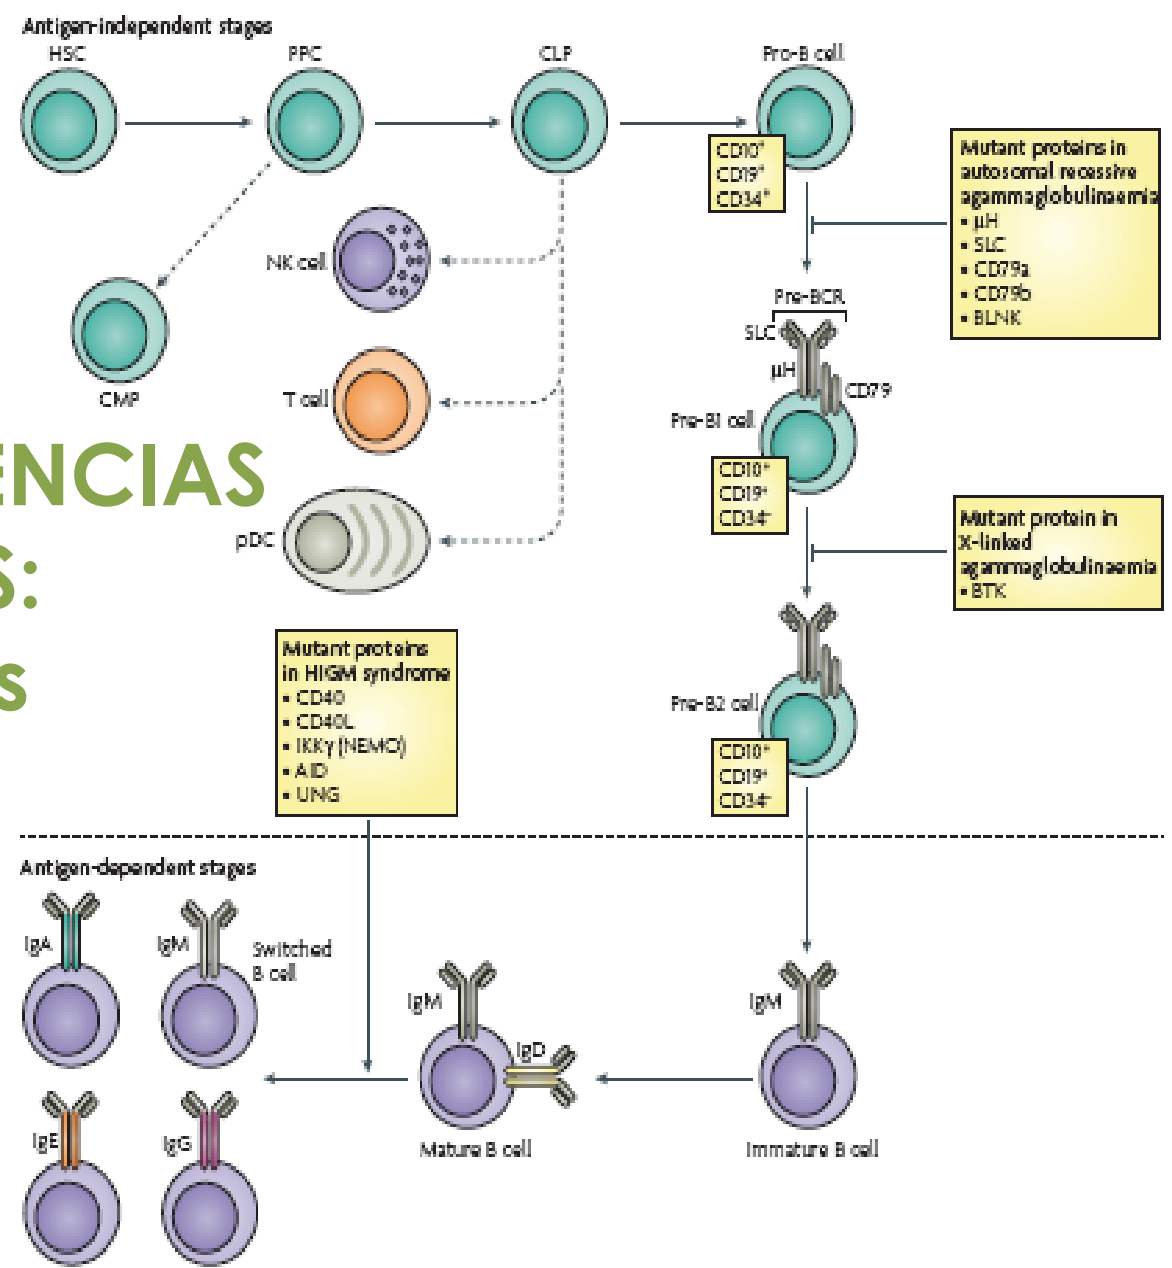 Antigen-independent stages
HSC
PPC
CLP
Pro-B cell
CD10⁺
CD19⁺
CD34⁺
Mutant proteins in
autosomal recessive
agammaglobulinaemia
• μH
• SLC
• CD79a
• CD79b
• BLNK
NK cell
CMP
T cell
pDC
Pre-BCR
SLC
μH
CD79
Pre-B1 cell
CD10⁺
CD19⁺
CD34⁻
ENCIAS
S:
s
Mutant protein in
X-linked
agammaglobulinaemia
• BTK
Mutant proteins
in HIGM syndrome
• CD40
• CD40L
• IKKγ (NEMO)
• AID
• UNG
Pre-B2 cell
CD10⁺
CD19⁺
CD34⁻
Antigen-dependent stages
IgA
IgM
Switched
B cell
IgE
IgG
IgM
IgD
Mature B cell
IgM
Immature B cell